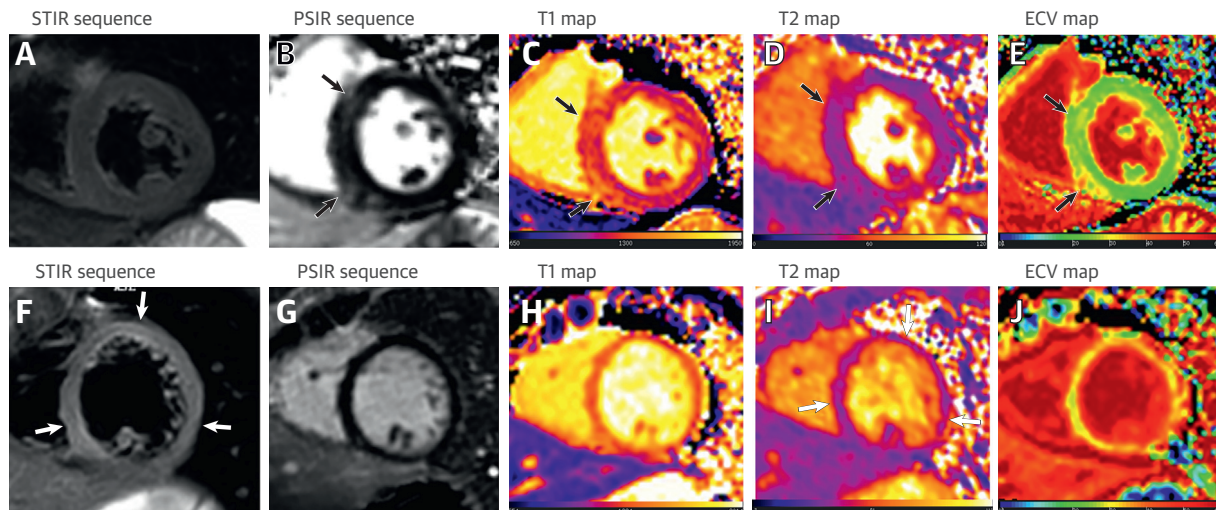 STIR sequence PSIR sequence T1 map T2 map ECV map
A B C D E
650 1300 1950 0 60 120
STIR sequence PSIR sequence T1 map T2 map ECV map
F G H I J